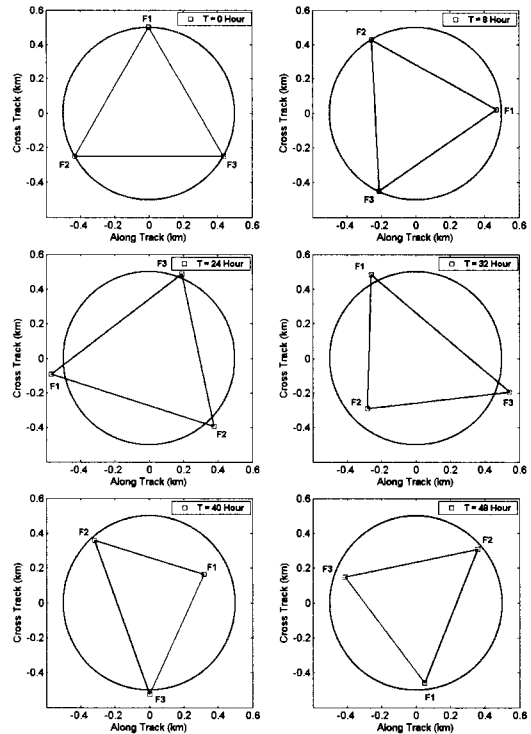 F1
T = 0 Hour
0.6
0.4
0.2
0
-0.2
-0.4
Cross Track (km)
F2
F3
-0.4 -0.2 0 0.2 0.4 0.6
Along Track (km)
T = 8 Hour
0.6
0.4
0.2
0
-0.2
-0.4
Cross Track (km)
F2
F1
F3
-0.4 -0.2 0 0.2 0.4 0.6
Along Track (km)
F3
T = 24 Hour
0.6
0.4
0.2
0
-0.2
-0.4
Cross Track (km)
F1
F2
-0.4 -0.2 0 0.2 0.4 0.6
Along Track (km)
F1
T = 32 Hour
0.6
0.4
0.2
0
-0.2
-0.4
Cross Track (km)
F2
F3
-0.4 -0.2 0 0.2 0.4 0.6
Along Track (km)
T = 40 Hour
0.6
0.4
0.2
0
-0.2
-0.4
Cross Track (km)
F2
F1
F3
-0.4 -0.2 0 0.2 0.4 0.6
Along Track (km)
T = 48 Hour
0.6
0.4
0.2
0
-0.2
-0.4
Cross Track (km)
F2
F3
F1
-0.4 -0.2 0 0.2 0.4 0.6
Along Track (km)